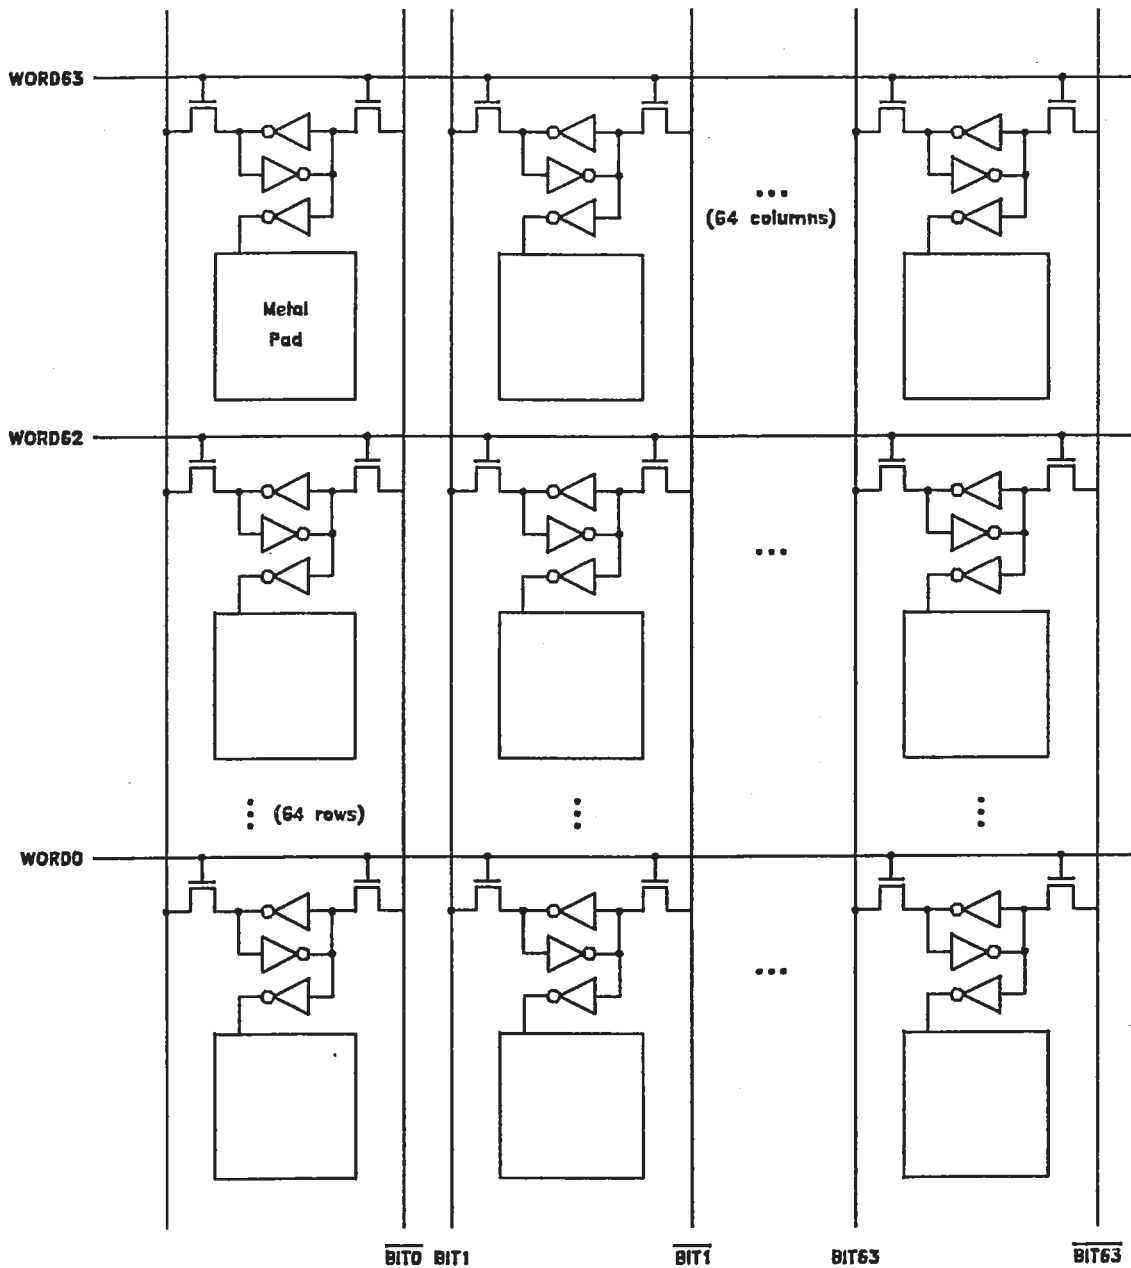 WORD63
(64 columns)
Metal
Pad
WORD62
(64 rows)
WORD0
BIT0 BIT1 BIT1 BIT63 BIT63